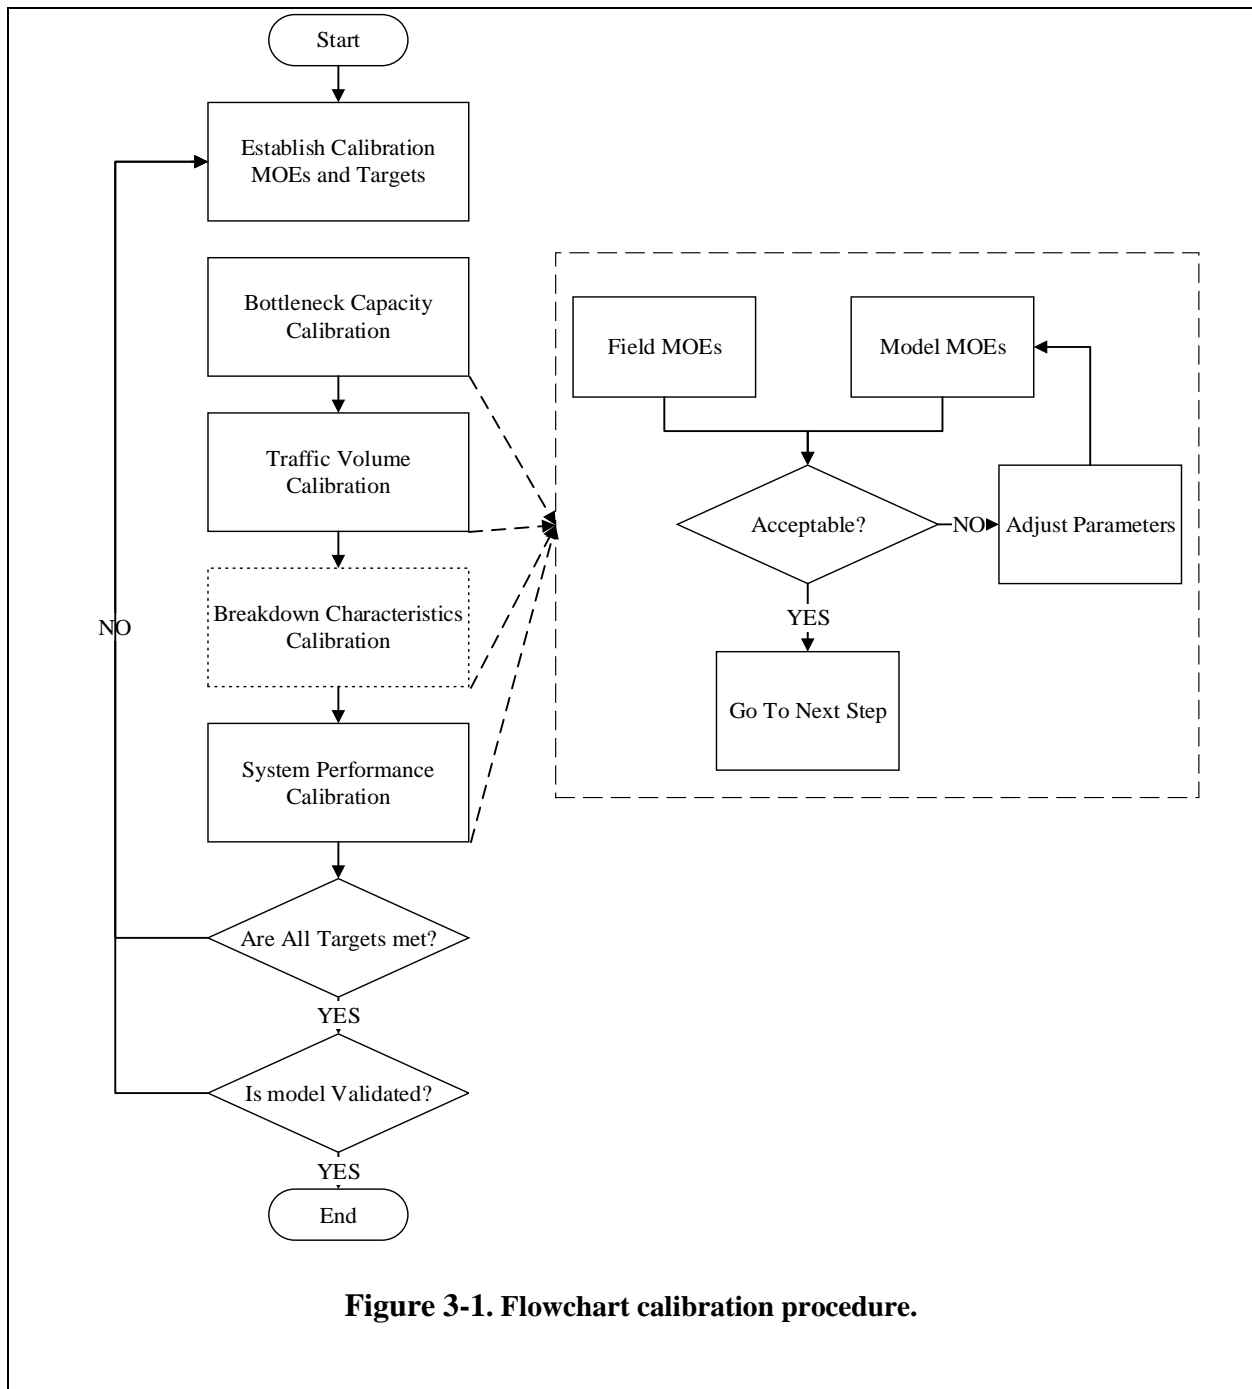 Start
Establish Calibration
MOEs and Targets
Bottleneck Capacity
Calibration
Traffic Volume
Calibration
Breakdown Characteristics
Calibration
NO
System Performance
Calibration
Are All Targets met?
YES
Is model Validated?
YES
End
Field MOEs
Model MOEs
Acceptable?
NO
Adjust Parameters
YES
Go To Next Step
Figure 3-1. Flowchart calibration procedure.